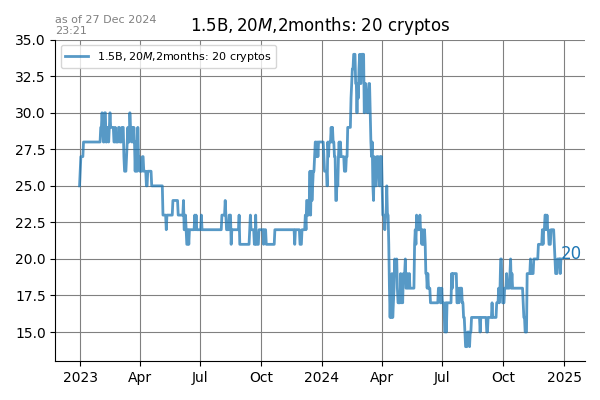 as of 27 Dec 2024
23:21
1.5B, 20M,2months: 20 cryptos
35.0
1.5B, 20M,2months: 20 cryptos
32.5
30.0
27.5
25.0
22.5
20
20.0
17.5
15.0
2023 Apr Jul Oct 2024 Apr Jul Oct 2025